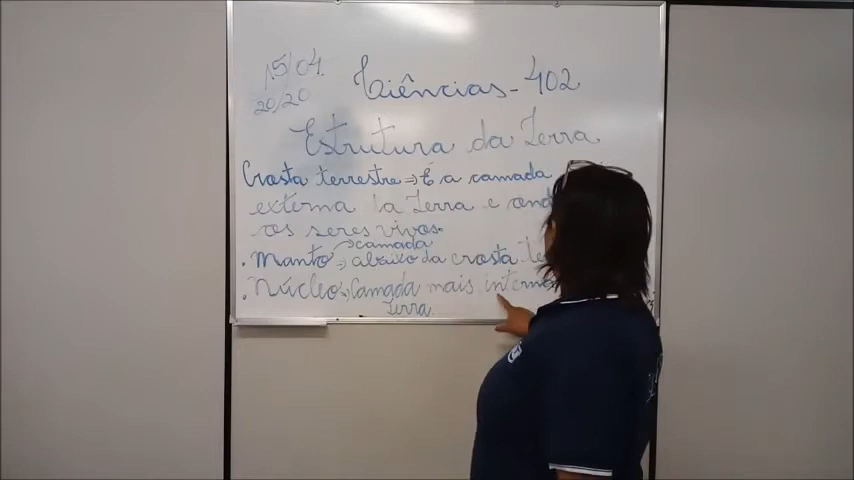 15/04
2020
Ciências - 402
Estrutura da Terra
Crosta terrestre => É a camada
externa da Terra e
os seres vivos.
camada
. Manto => abaixo da crosta
. Núcleo => Camada mais interna
Terra.